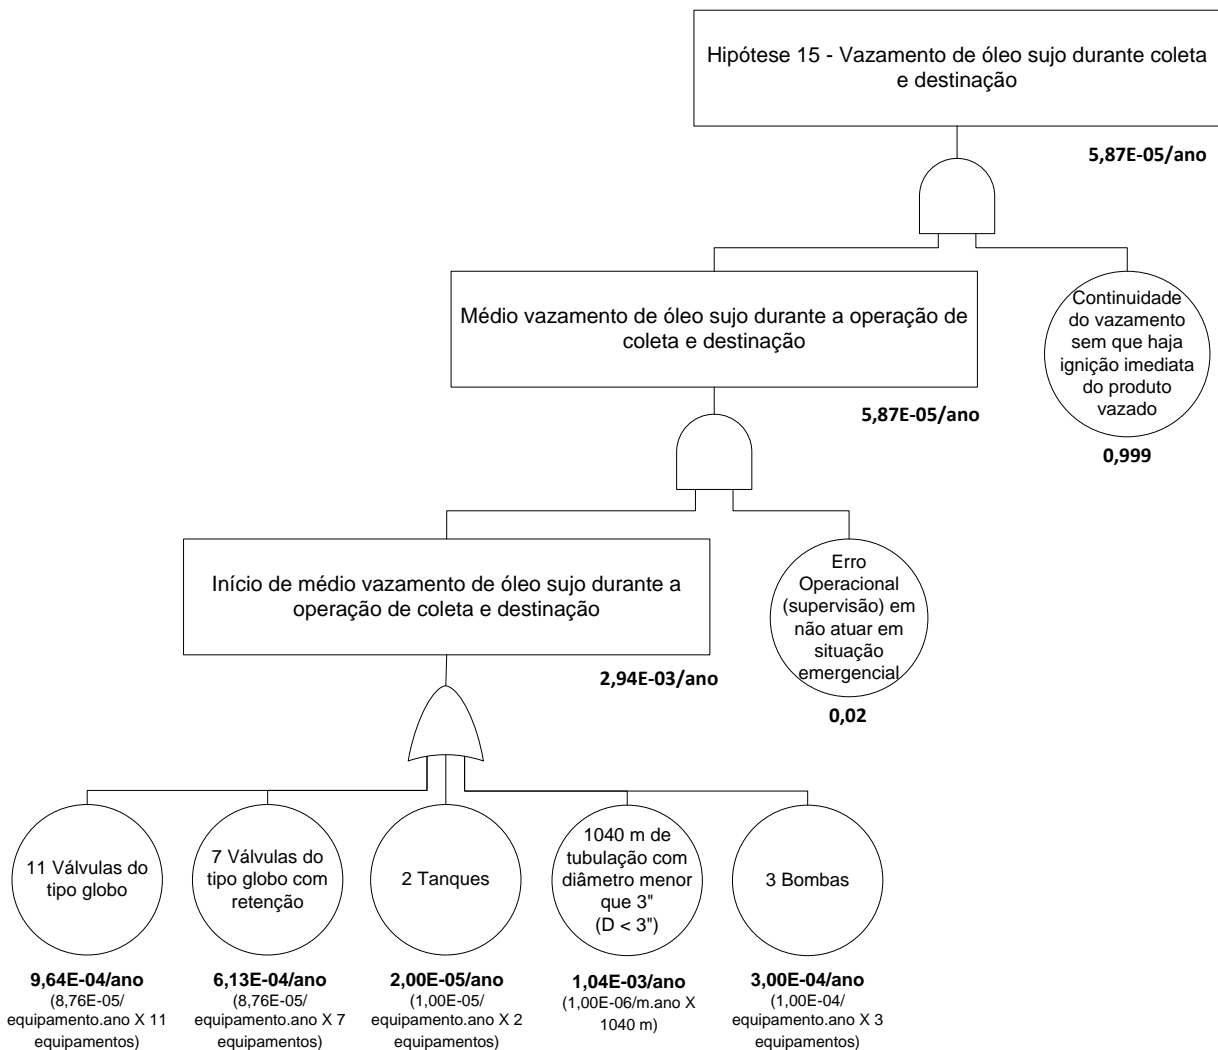 Hipótese 15 - Vazamento de óleo sujo durante coleta
e destinação
5,87E-05/ano
Médio vazamento de óleo sujo durante a operação de
coleta e destinação
5,87E-05/ano
Continuidade
do vazamento
sem que haja
ignição imediata
do produto
vazado
0,999
Início de médio vazamento de óleo sujo durante a
operação de coleta e destinação
2,94E-03/ano
Erro
Operacional
(supervisão) em
não atuar em
situação
emergencial
0,02
11 Válvulas do
tipo globo
9,64E-04/ano
(8,76E-05/
equipamento.ano X 11
equipamentos)
7 Válvulas do
tipo globo com
retenção
6,13E-04/ano
(8,76E-05/
equipamento.ano X 7
equipamentos)
2 Tanques
2,00E-05/ano
(1,00E-05/
equipamento.ano X 2
equipamentos)
1040 m de
tubulação com
diâmetro menor
que 3"
(D < 3")
1,04E-03/ano
(1,00E-06/m.ano X
1040 m)
3 Bombas
3,00E-04/ano
(1,00E-04/
equipamento.ano X 3
equipamentos)